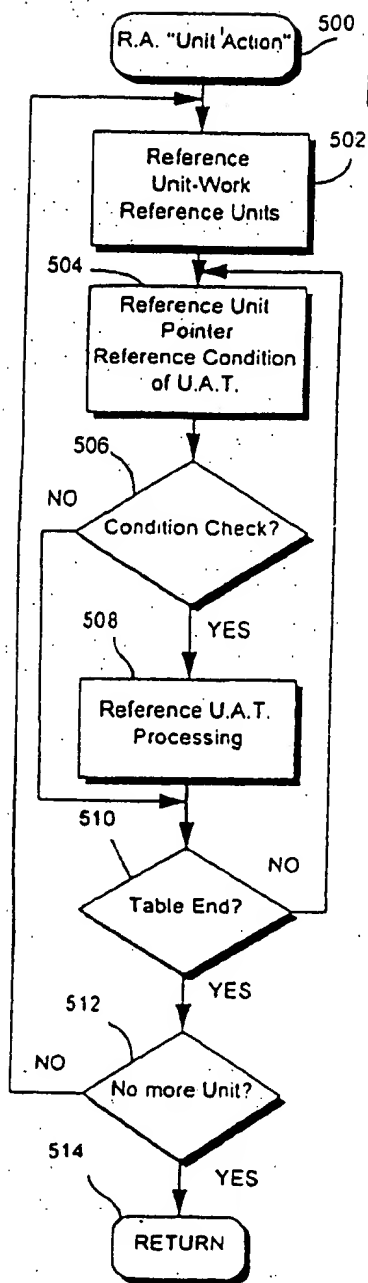 R.A. "Unit Action"
500
Reference
Unit-Work
Reference Units
502
504
Reference Unit
Pointer
Reference Condition
of U.A.T.
506
NO
Condition Check?
YES
508
Reference U.A.T.
Processing
510
NO
Table End?
YES
512
NO
No more Unit?
YES
514
RETURN